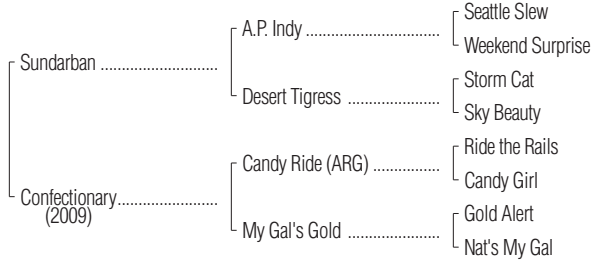 Seattle Slew
A.P. Indy ............................
Weekend Surprise
Sundarban ...........................
Storm Cat
Desert Tigress .....................
Sky Beauty
Ride the Rails
Candy Ride (ARG) ...............
Candy Girl
Confectionary.......................
(2009)
Gold Alert
My Gal's Gold .....................
Nat's My Gal